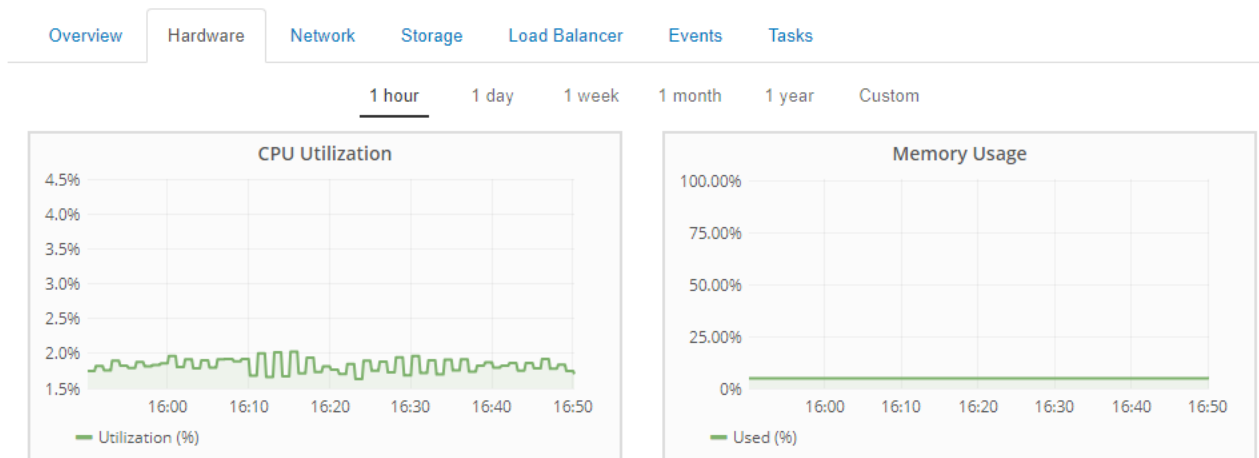 Overview Hardware Network Storage Load Balancer Events Tasks
1 hour 1 day 1 week 1 month 1 year Custom
CPU Utilization
4.5%
4.0%
3.5%
3.0%
2.5%
2.0%
1.5%
16:00 16:10 16:20 16:30 16:40 16:50
Utilization (%)
Memory Usage
100.00%
75.00%
50.00%
25.00%
0%
16:00 16:10 16:20 16:30 16:40 16:50
Used (%)